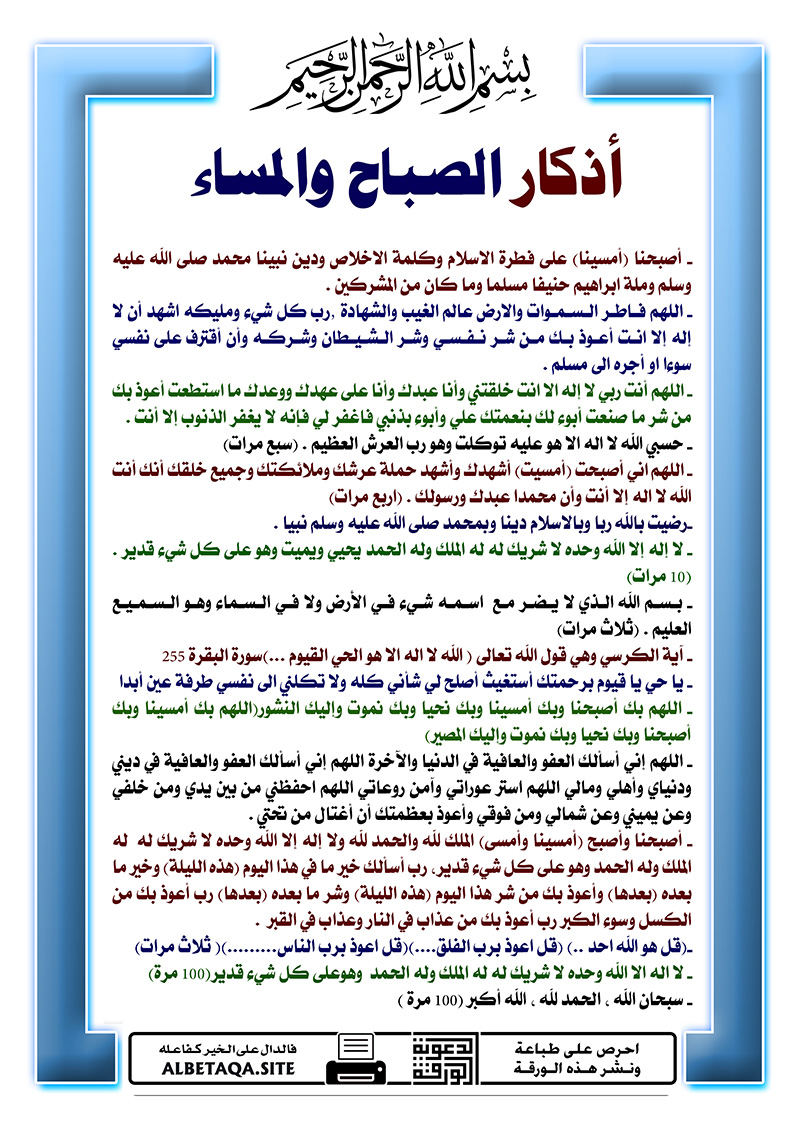 بسم الله الرحمن الرحيم
أذكار الصباح والمساء
ـ أصبحنا (أمسينا) على فطرة الاسلام وكلمة الاخلاص ودين نبينا محمد صلى الله عليه
وسلم وملة ابراهيم حنيفا مسلما وما كان من المشركين .
ـ اللهم فاطر السموات والارض عالم الغيب والشهادة ,رب كل شيء ومليكه اشهد أن لا
إله إلا انت أعوذ بك من شر نفسي وشر الشيطان وشركه وأن أقترف على نفسي
سوءا او أجره الى مسلم .
ـ اللهم أنت ربي لا إله الا انت خلقتني وأنا عبدك وأنا على عهدك ووعدك ما استطعت أعوذ بك
من شر ما صنعت أبوء لك بنعمتك علي وأبوء بذنبي فاغفر لي فإنه لا يغفر الذنوب إلا أنت .
ـ حسبي الله لا اله الا هو عليه توكلت وهو رب العرش العظيم . (سبع مرات)
ـ اللهم اني أصبحت (أمسيت) أشهدك وأشهد حملة عرشك وملائكتك وجميع خلقك أنك أنت
الله لا اله إلا أنت وأن محمدا عبدك ورسولك . (اربع مرات)
ـرضيت بالله ربا وبالاسلام دينا وبمحمد صلى الله عليه وسلم نبيا .
ـ لا إله إلا الله وحده لا شريك له له الملك وله الحمد يحيي ويميت وهو على كل شيء قدير .
(10 مرات)
ـ بسم الله الذي لا يضر مع اسمه شيء في الأرض ولا في السماء وهو السميع
العليم . (ثلاث مرات)
ـ آية الكرسي وهي قول الله تعالى ( الله لا اله الا هو الحي القيوم ...)سورة البقرة 255
ـ يا حي يا قيوم برحمتك أستغيث أصلح لي شأني كله ولا تكلني الى نفسي طرفة عين أبدا
ـ اللهم بك أصبحنا وبك أمسينا وبك نحيا وبك نموت وإليك النشور(اللهم بك أمسينا وبك
أصبحنا وبك نحيا وبك نموت وإليك المصير)
ـ اللهم إني أسألك العفو والعافية في الدنيا والآخرة اللهم إني أسألك العفو والعافية في ديني
ودنياي وأهلي ومالي اللهم استر عوراتي وآمن روعاتي اللهم احفظني من بين يدي ومن خلفي
وعن يميني وعن شمالي ومن فوقي وأعوذ بعظمتك أن أغتال من تحتي .
ـ أصبحنا وأصبح (أمسينا وأمسى) الملك لله والحمد لله ولا إله إلا الله وحده لا شريك له له
الملك وله الحمد وهو على كل شيء قدير، رب أسألك خير ما في هذا اليوم (هذه الليلة) وخير ما
بعده (بعدها) وأعوذ بك من شر هذا اليوم (هذه الليلة) وشر ما بعده (بعدها) رب أعوذ بك من
الكسل وسوء الكبر رب أعوذ بك من عذاب في النار وعذاب في القبر .
ـ(قل هو الله احد ..) (قل اعوذ برب الفلق....)(قل اعوذ برب الناس.........)( ثلاث مرات)
ـ لا اله الا الله وحده لا شريك له له الملك وله الحمد وهوعلى كل شيء قدير(100 مرة)
ـ سبحان الله ، الحمد لله ، الله أكبر (100 مرة )
احرص على طباعة
ونشر هذه الورقة
الورقة
الدعوية
فالدال على الخير كفاعله
ALBETAQA.SITE